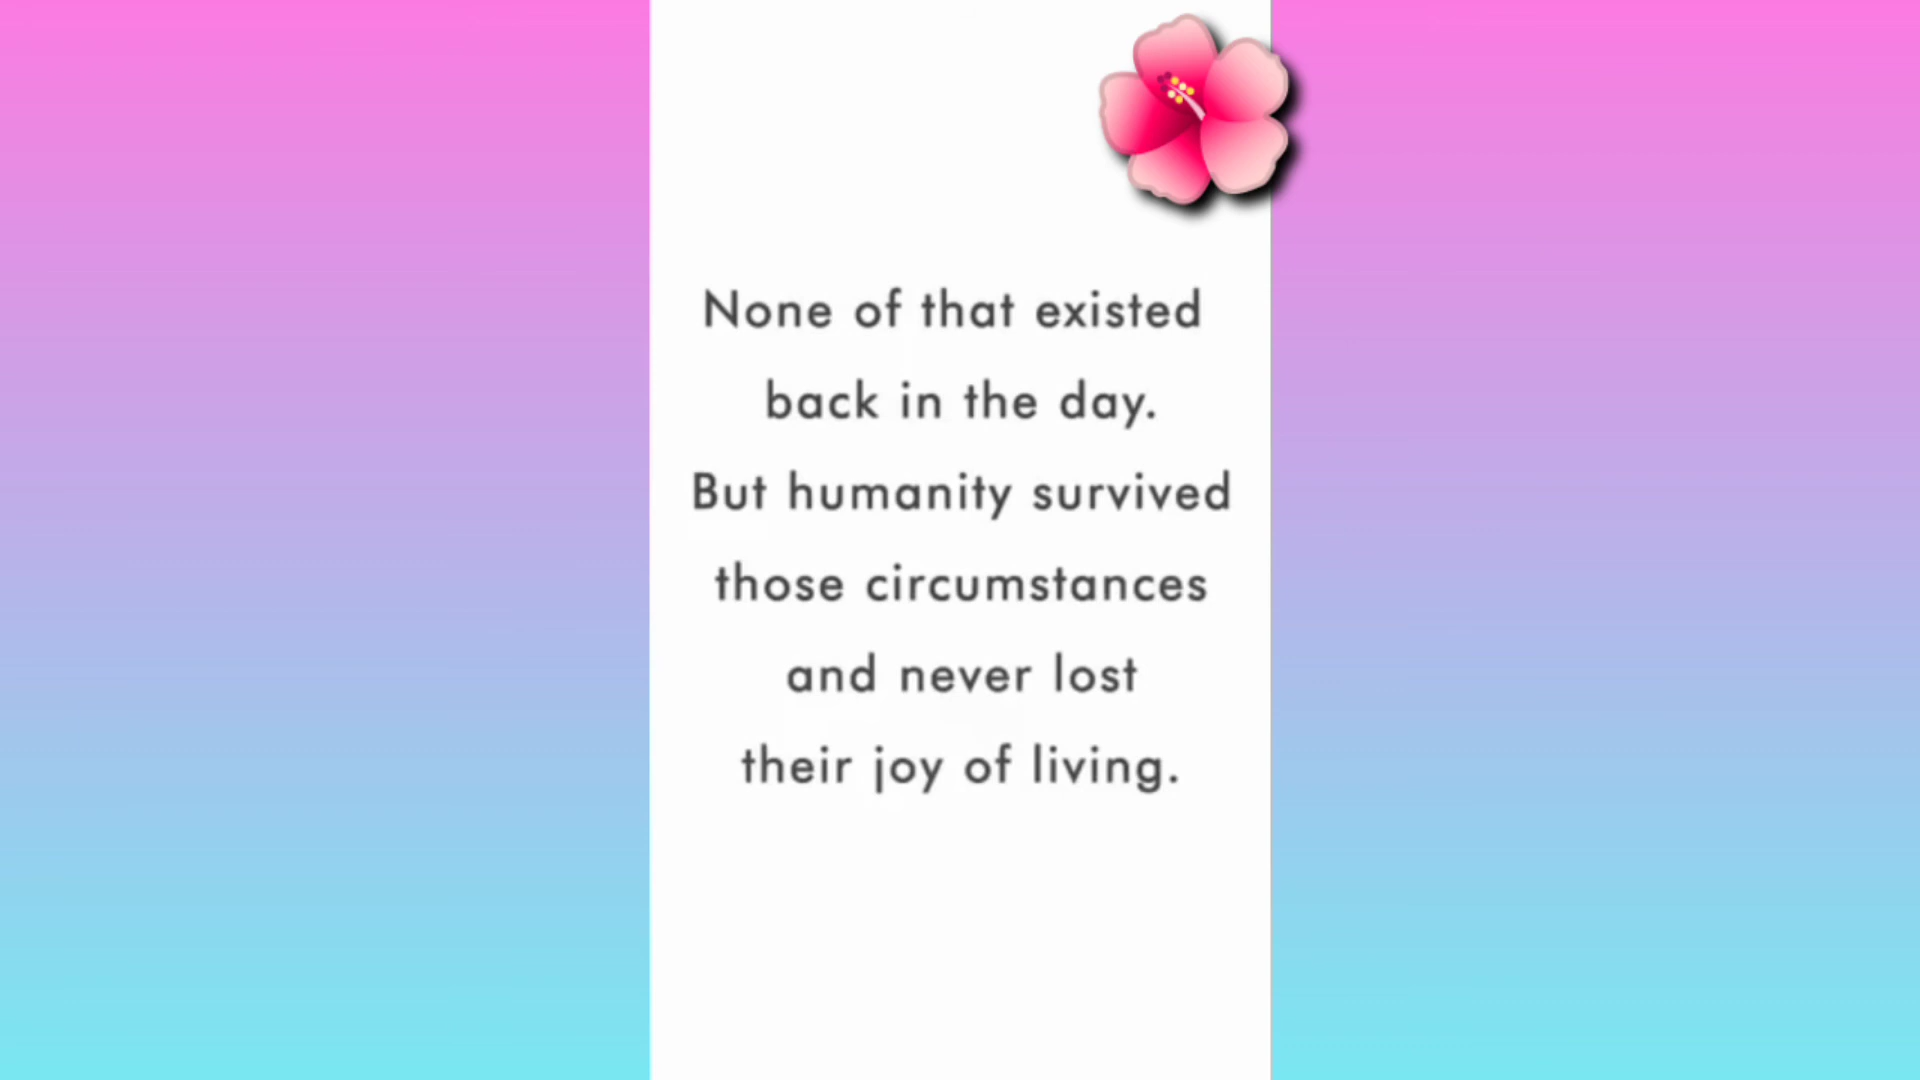 None of that existed
back in the day.
But humanity survived
those circumstances
and never lost
their joy of living.